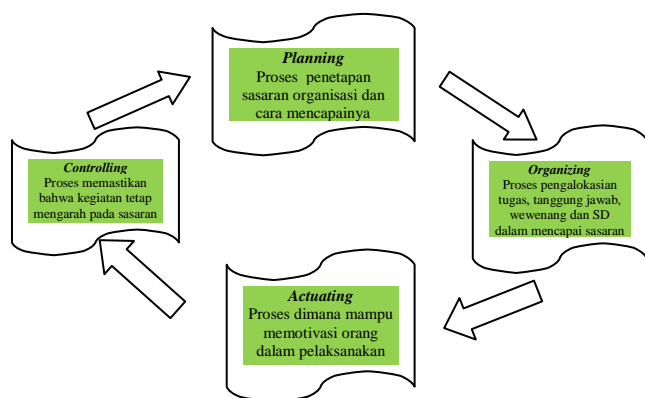 Planning
Proses penetapan
sasaran organisasi dan
cara mencapainya
Organizing
Proses pengalokasian
tugas, tanggung jawab,
wewenang dan SD
dalam mencapai sasaran
Actuating
Proses dimana mampu
memotivasi orang
dalam pelaksanakan
Controlling
Proses memastikan
bahwa kegiatan tetap
mengarah pada sasaran